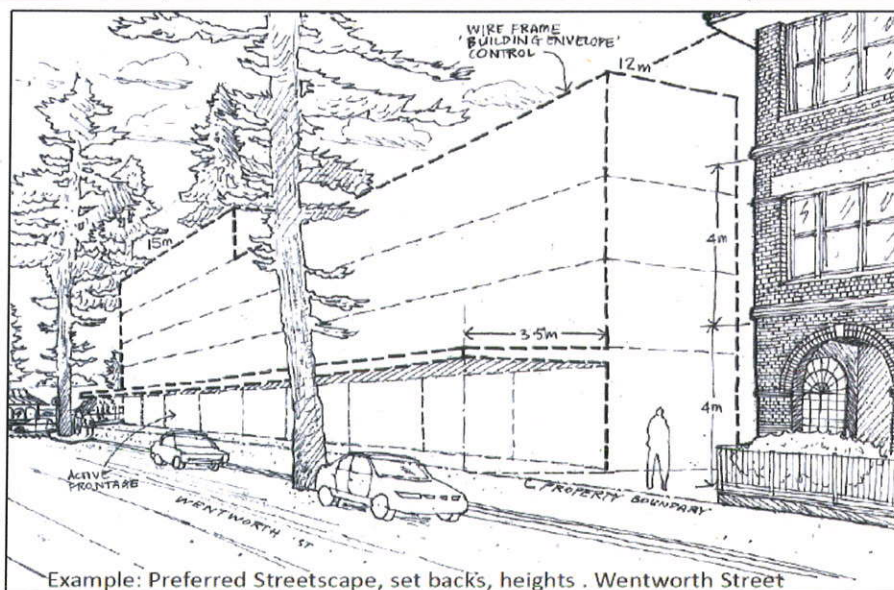 WIRE FRAME
'BUILDING ENVELOPE'
CONTROL
12m
15m
4m
3.5m
4m
ACTIVE
FRONTAGE
WENTWORTH ST
PROPERTY BOUNDARY
Example: Preferred Streetscape, set backs, heights . Wentworth Street